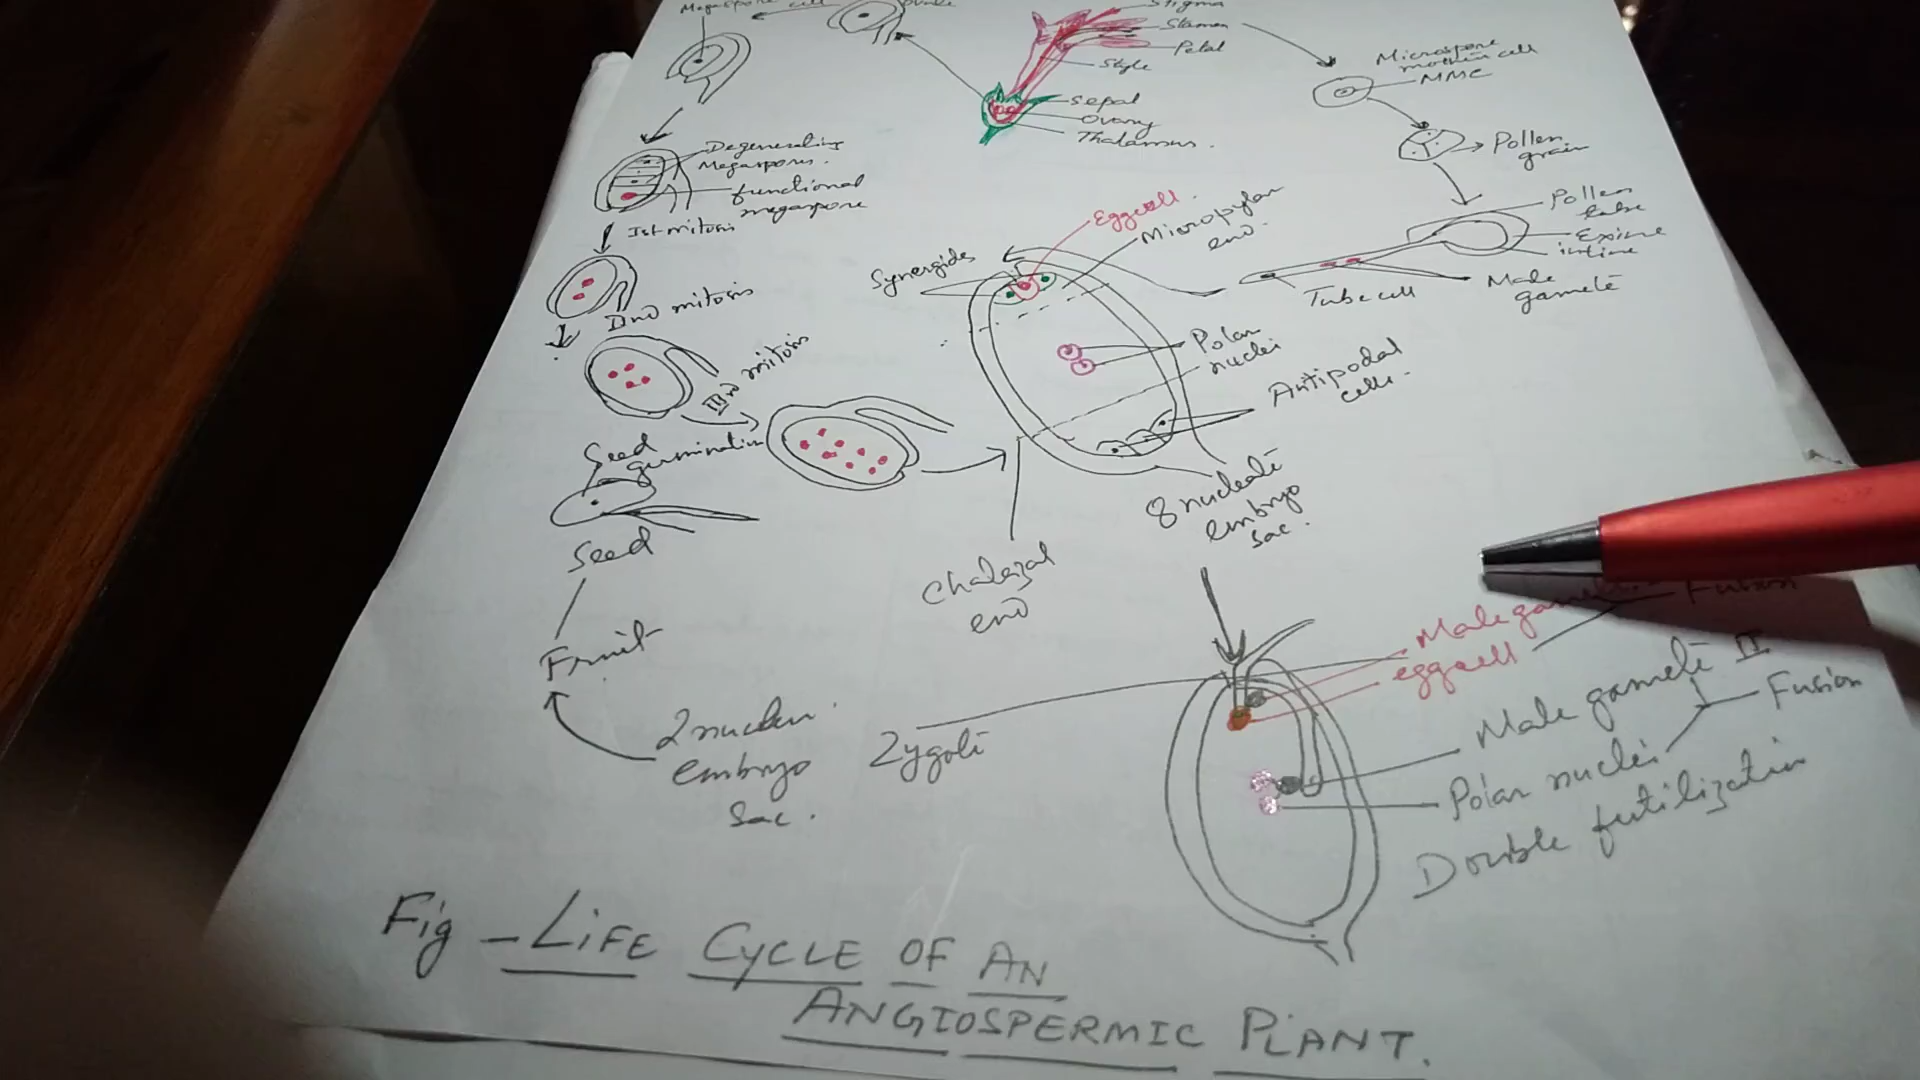 Megaspore cell
Ovule
Stigma
Stamen
Petal
Style
Sepal
Ovary
Thalamus.
Microspore
mother cell
MMC
Pollen
grain
Pollen
tube
Exine
intine
Male
gamete
Tube cell
Degenerating
Megaspores.
functional
megaspore
Ist mitosis
IInd mitosis
IIIrd mitosis
Egg cell.
Micropylar
end.
Synergids
Polar
nuclei
Antipodal
cells.
8 nucleate
embryo
sac.
Chalazal
end
Seed
germination
Seed
Fruit
2 nuclear.
embryo
Sac.
Zygote
Male gamete
egg cell
Fusion
Male gamete II
Polar nuclei
Fusion
Double fertilization
Fig - LIFE CYCLE OF AN
ANGIOSPERMIC PLANT.